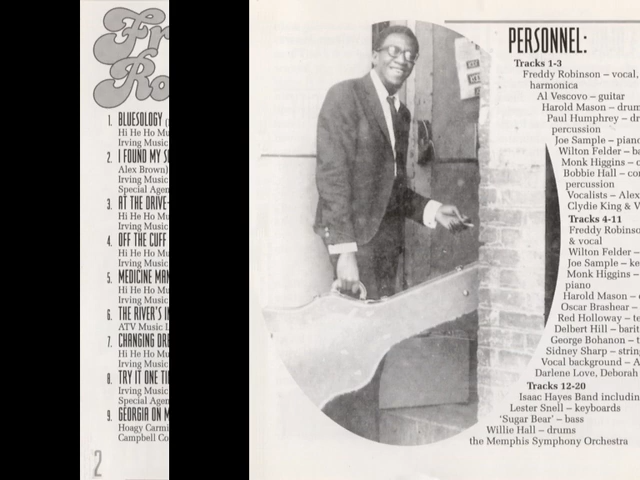 Fr
Ro
1. BLUESOLOGY
Hi He Ho Mu
Irving Music
2. I FOUND MY S
Alex Brown)
Irving Music
Special Agen
3. AT THE DRIVE-
Hi He Ho Mu
Irving Music
4. OFF THE CUFF
Hi He Ho Mu
Irving Music
5. MEDICINE MAN
Hi He Ho Mu
Irving Music
6. THE RIVER'S I
ATV Music L
7. CHANGING DRE
Hi He Ho Mu
Irving Music
8. TRY IT ONE TI
Irving Music
Special Agen
9. GEORGIA ON M
Hoagy Carmi
Campbell Co
2
PERSONNEL:
Tracks 1-3
Freddy Robinson – vocal,
harmonica
Al Vescovo – guitar
Harold Mason – drum
Paul Humphrey – dr
percussion
Joe Sample – piano
Wilton Felder – ba
Monk Higgins – o
Bobbie Hall – con
percussion
Vocalists – Alex
Clydie King & V
Tracks 4-11
Freddy Robinso
& vocal
Wilton Felder –
Joe Sample – ke
Monk Higgins –
piano
Harold Mason –
Oscar Brashear –
Red Holloway – te
Delbert Hill – barit
George Bohanon – t
Sidney Sharp – string
Vocal background – A
Darlene Love, Deborah
Tracks 12-20
Isaac Hayes Band includin
Lester Snell – keyboards
'Sugar Bear' – bass
Willie Hall – drums
the Memphis Symphony Orchestra